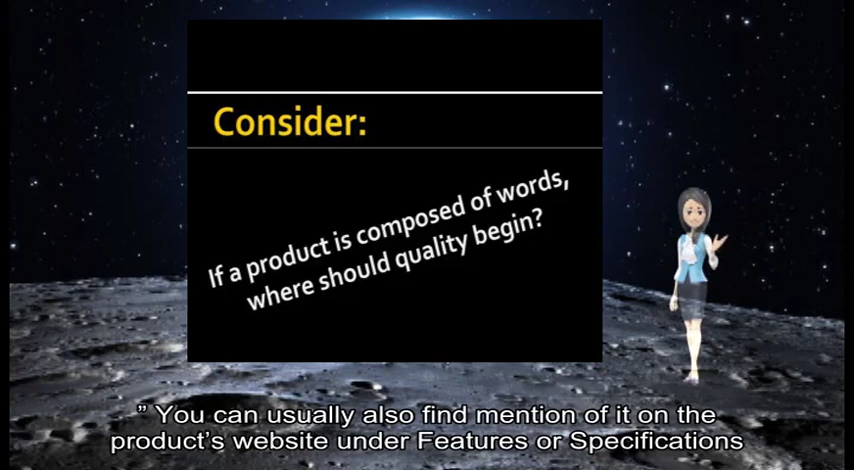 Consider:
If a product is composed of words,
where should quality begin?
” You can usually also find mention of it on the
product’s website under Features or Specifications